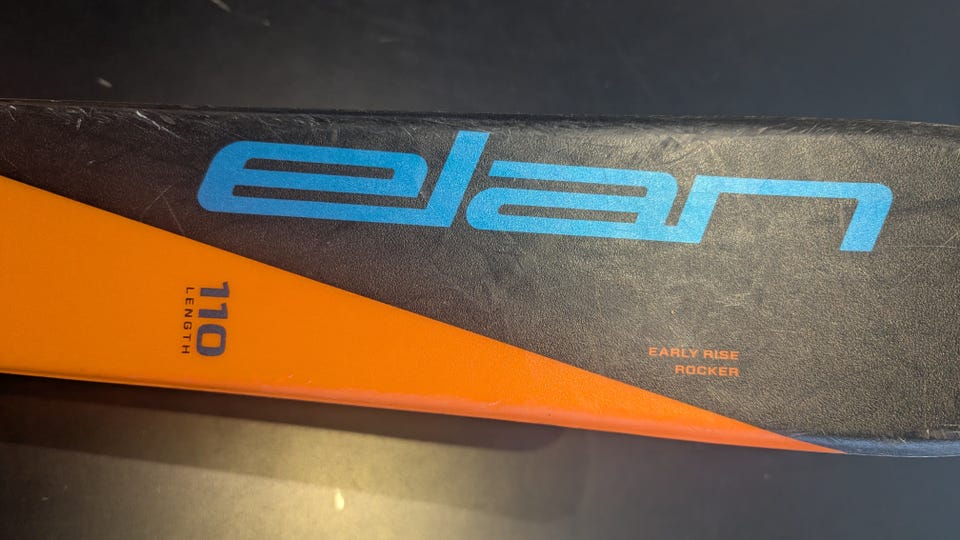 elan
110
LENGTH
EARLY RISE
ROCKER